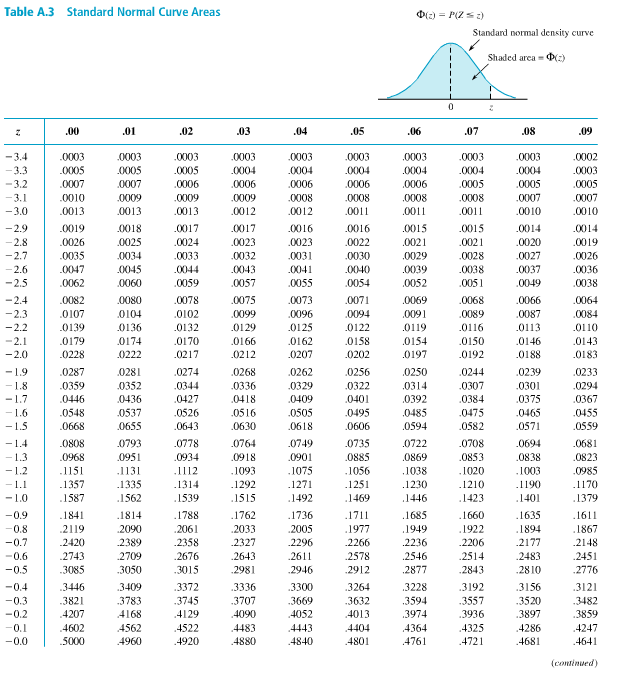 Table A.3 Standard Normal Curve Areas
Φ(z) = P(Z ≤ z)
Standard normal density curve
Shaded area = Φ(z)
0 z
z .00 .01 .02 .03 .04 .05 .06 .07 .08 .09
−3.4 .0003 .0003 .0003 .0003 .0003 .0003 .0003 .0003 .0003 .0002
−3.3 .0005 .0005 .0005 .0004 .0004 .0004 .0004 .0004 .0004 .0003
−3.2 .0007 .0007 .0006 .0006 .0006 .0006 .0006 .0005 .0005 .0005
−3.1 .0010 .0009 .0009 .0009 .0008 .0008 .0008 .0008 .0007 .0007
−3.0 .0013 .0013 .0013 .0012 .0012 .0011 .0011 .0011 .0010 .0010
−2.9 .0019 .0018 .0017 .0017 .0016 .0016 .0015 .0015 .0014 .0014
−2.8 .0026 .0025 .0024 .0023 .0023 .0022 .0021 .0021 .0020 .0019
−2.7 .0035 .0034 .0033 .0032 .0031 .0030 .0029 .0028 .0027 .0026
−2.6 .0047 .0045 .0044 .0043 .0041 .0040 .0039 .0038 .0037 .0036
−2.5 .0062 .0060 .0059 .0057 .0055 .0054 .0052 .0051 .0049 .0038
−2.4 .0082 .0080 .0078 .0075 .0073 .0071 .0069 .0068 .0066 .0064
−2.3 .0107 .0104 .0102 .0099 .0096 .0094 .0091 .0089 .0087 .0084
−2.2 .0139 .0136 .0132 .0129 .0125 .0122 .0119 .0116 .0113 .0110
−2.1 .0179 .0174 .0170 .0166 .0162 .0158 .0154 .0150 .0146 .0143
−2.0 .0228 .0222 .0217 .0212 .0207 .0202 .0197 .0192 .0188 .0183
−1.9 .0287 .0281 .0274 .0268 .0262 .0256 .0250 .0244 .0239 .0233
−1.8 .0359 .0352 .0344 .0336 .0329 .0322 .0314 .0307 .0301 .0294
−1.7 .0446 .0436 .0427 .0418 .0409 .0401 .0392 .0384 .0375 .0367
−1.6 .0548 .0537 .0526 .0516 .0505 .0495 .0485 .0475 .0465 .0455
−1.5 .0668 .0655 .0643 .0630 .0618 .0606 .0594 .0582 .0571 .0559
−1.4 .0808 .0793 .0778 .0764 .0749 .0735 .0722 .0708 .0694 .0681
−1.3 .0968 .0951 .0934 .0918 .0901 .0885 .0869 .0853 .0838 .0823
−1.2 .1151 .1131 .1112 .1093 .1075 .1056 .1038 .1020 .1003 .0985
−1.1 .1357 .1335 .1314 .1292 .1271 .1251 .1230 .1210 .1190 .1170
−1.0 .1587 .1562 .1539 .1515 .1492 .1469 .1446 .1423 .1401 .1379
−0.9 .1841 .1814 .1788 .1762 .1736 .1711 .1685 .1660 .1635 .1611
−0.8 .2119 .2090 .2061 .2033 .2005 .1977 .1949 .1922 .1894 .1867
−0.7 .2420 .2389 .2358 .2327 .2296 .2266 .2236 .2206 .2177 .2148
−0.6 .2743 .2709 .2676 .2643 .2611 .2578 .2546 .2514 .2483 .2451
−0.5 .3085 .3050 .3015 .2981 .2946 .2912 .2877 .2843 .2810 .2776
−0.4 .3446 .3409 .3372 .3336 .3300 .3264 .3228 .3192 .3156 .3121
−0.3 .3821 .3783 .3745 .3707 .3669 .3632 .3594 .3557 .3520 .3482
−0.2 .4207 .4168 .4129 .4090 .4052 .4013 .3974 .3936 .3897 .3859
−0.1 .4602 .4562 .4522 .4483 .4443 .4404 .4364 .4325 .4286 .4247
−0.0 .5000 .4960 .4920 .4880 .4840 .4801 .4761 .4721 .4681 .4641
(continued)